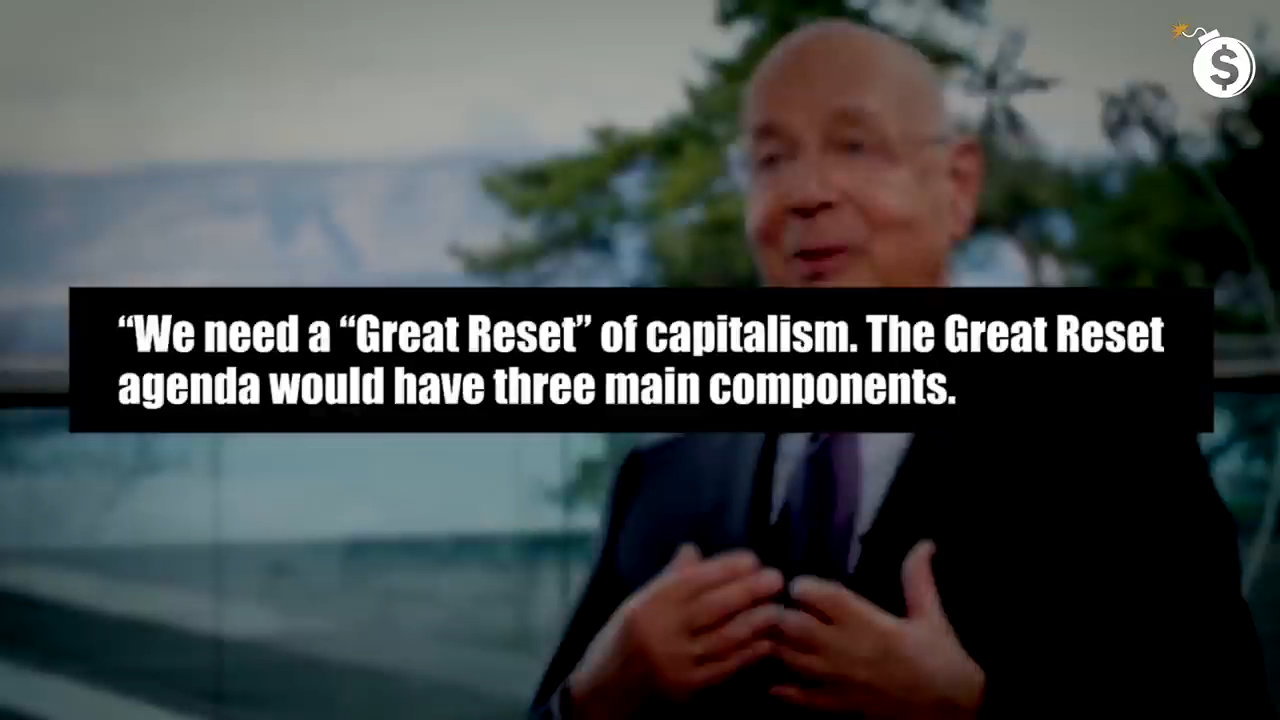 “We need a “Great Reset” of capitalism. The Great Reset
agenda would have three main components.
$